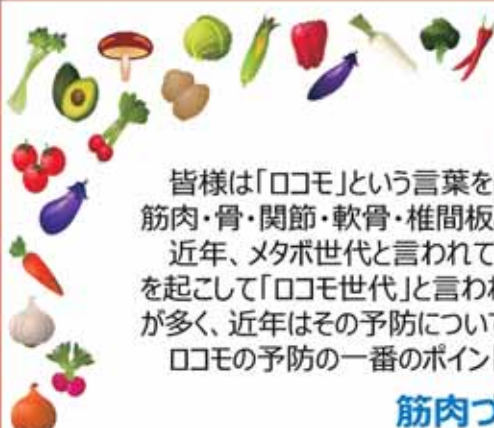 皆様は「ロコモ」という言葉を
筋肉・骨・関節・軟骨・椎間板
近年、メタボ世代と言われて
を起こして「ロコモ世代」と言われ
が多く、近年はその予防につい
ロコモの予防の一番のポイン
筋肉つ